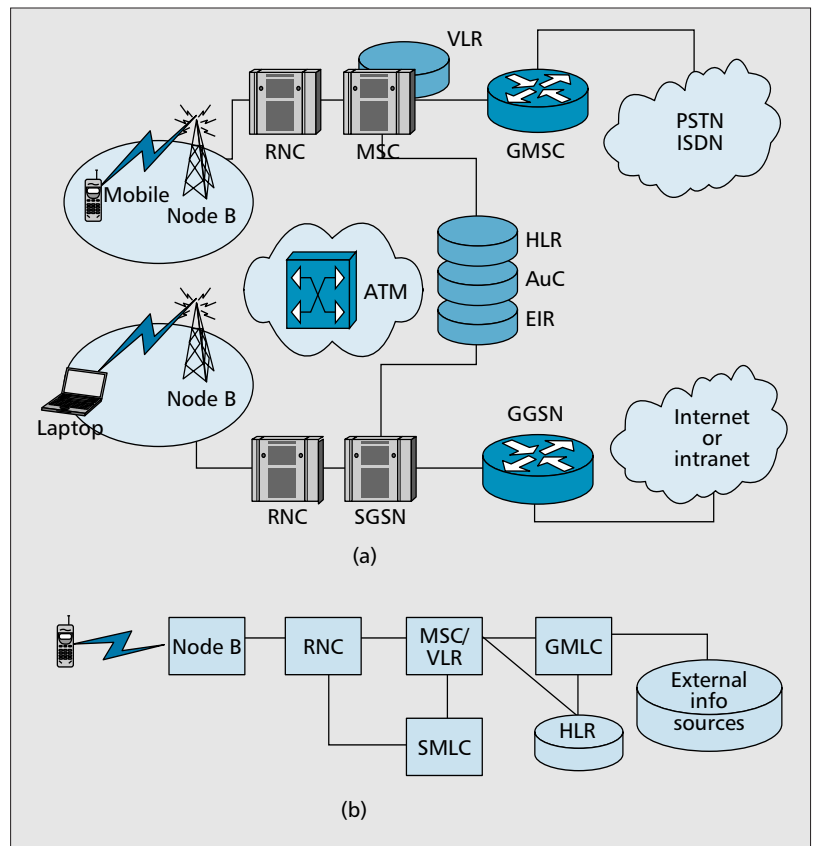 VLR
RNC
MSC
GMSC
PSTN
ISDN
Mobile
Node B
HLR
AuC
EIR
ATM
Node B
Laptop
RNC
SGSN
GGSN
Internet
or
intranet
(a)
Node B
RNC
MSC/
VLR
GMLC
External
info
sources
SMLC
HLR
(b)